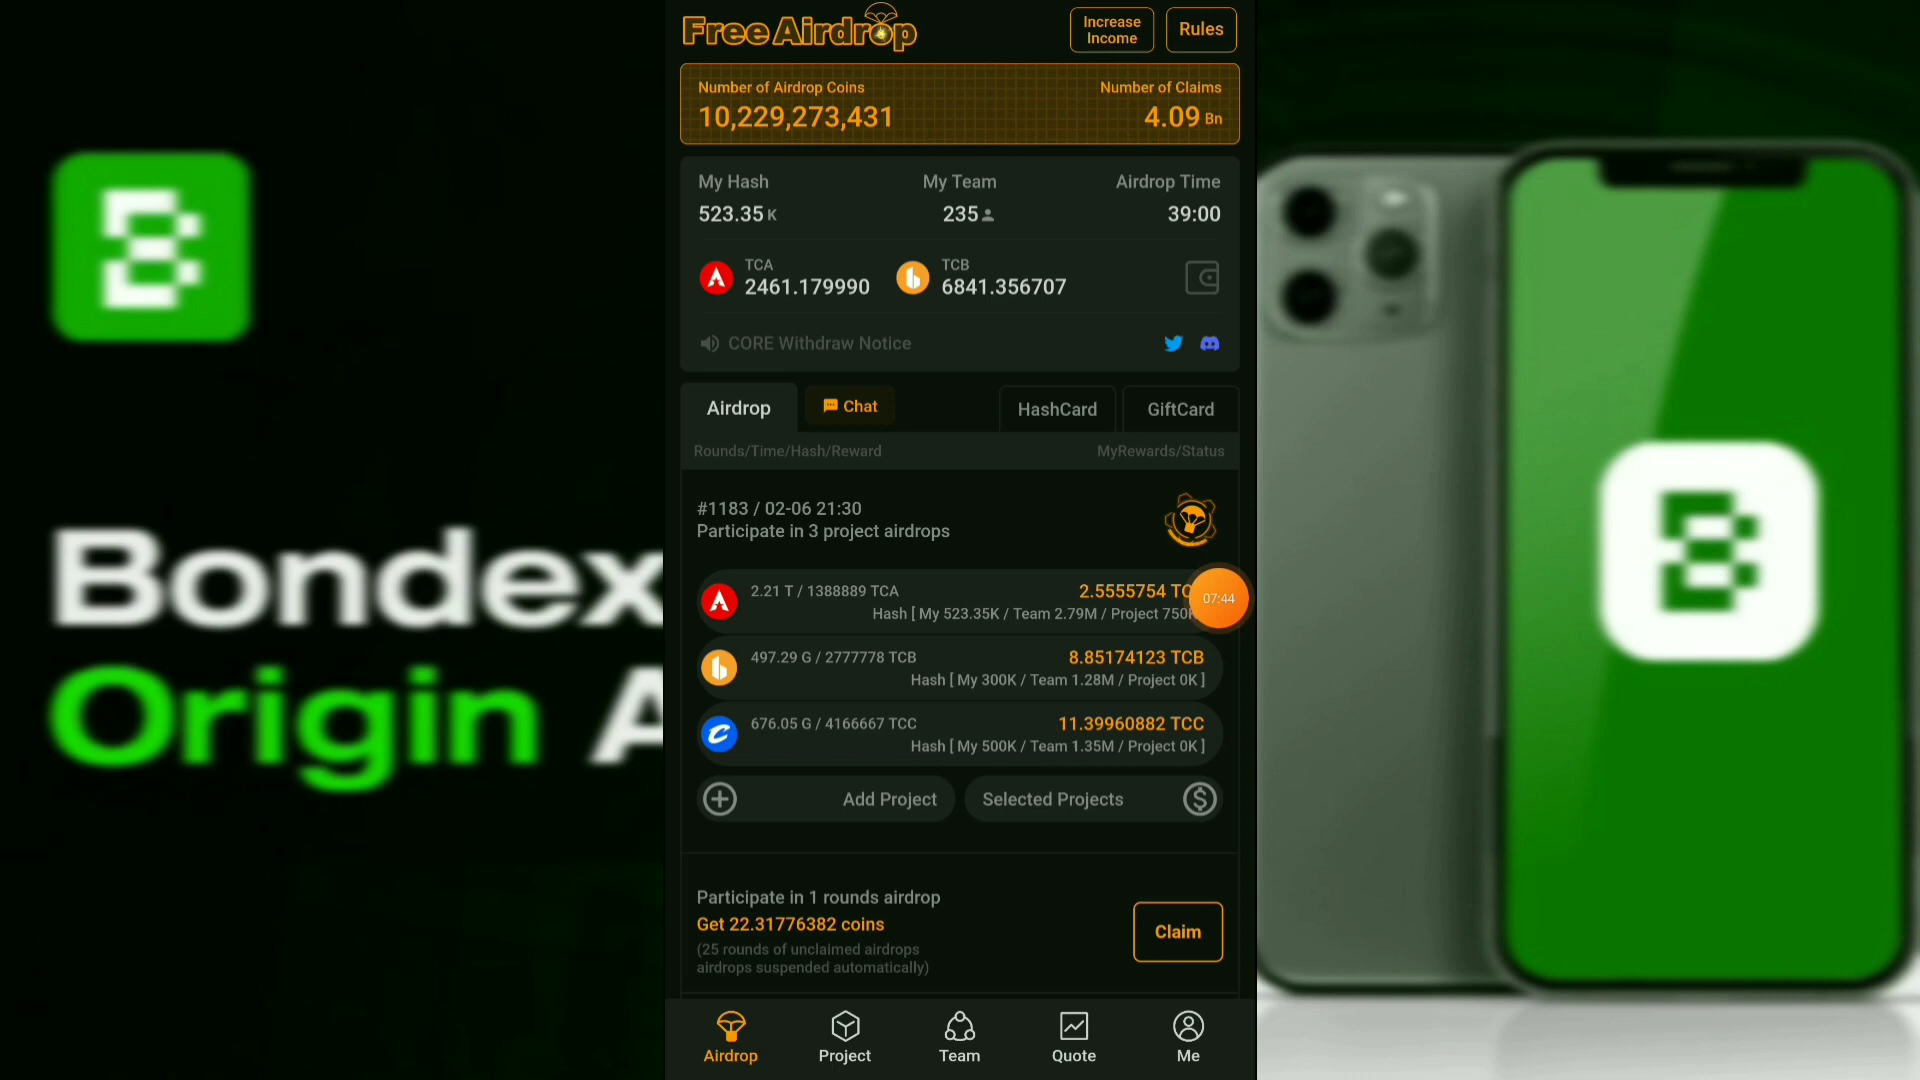 Free Airdrop
Increase
Income
Rules
Number of Airdrop Coins
Number of Claims
10,229,273,431
4.09 Bn
My Hash
My Team
Airdrop Time
523.35 K
235
39:00
TCA
2461.179990
TCB
6841.356707
CORE Withdraw Notice
Airdrop
Chat
HashCard
GiftCard
Rounds/Time/Hash/Reward
MyRewards/Status
#1183 / 02-06 21:30
Participate in 3 project airdrops
2.21 T / 1388889 TCA
2.5555754
Hash [ My 523.35K / Team 2.79M / Project
07:44
497.29 G / 2777778 TCB
8.85174123 TCB
Hash [ My 300K / Team 1.28M / Project 0K ]
676.05 G / 4166667 TCC
11.39960882 TCC
Hash [ My 500K / Team 1.35M / Project 0K ]
Add Project
Selected Projects
Participate in 1 rounds airdrop
Get 22.31776382 coins
(25 rounds of unclaimed airdrops
airdrops suspended automatically)
Claim
Airdrop
Project
Team
Quote
Me
Bondex
Origin A